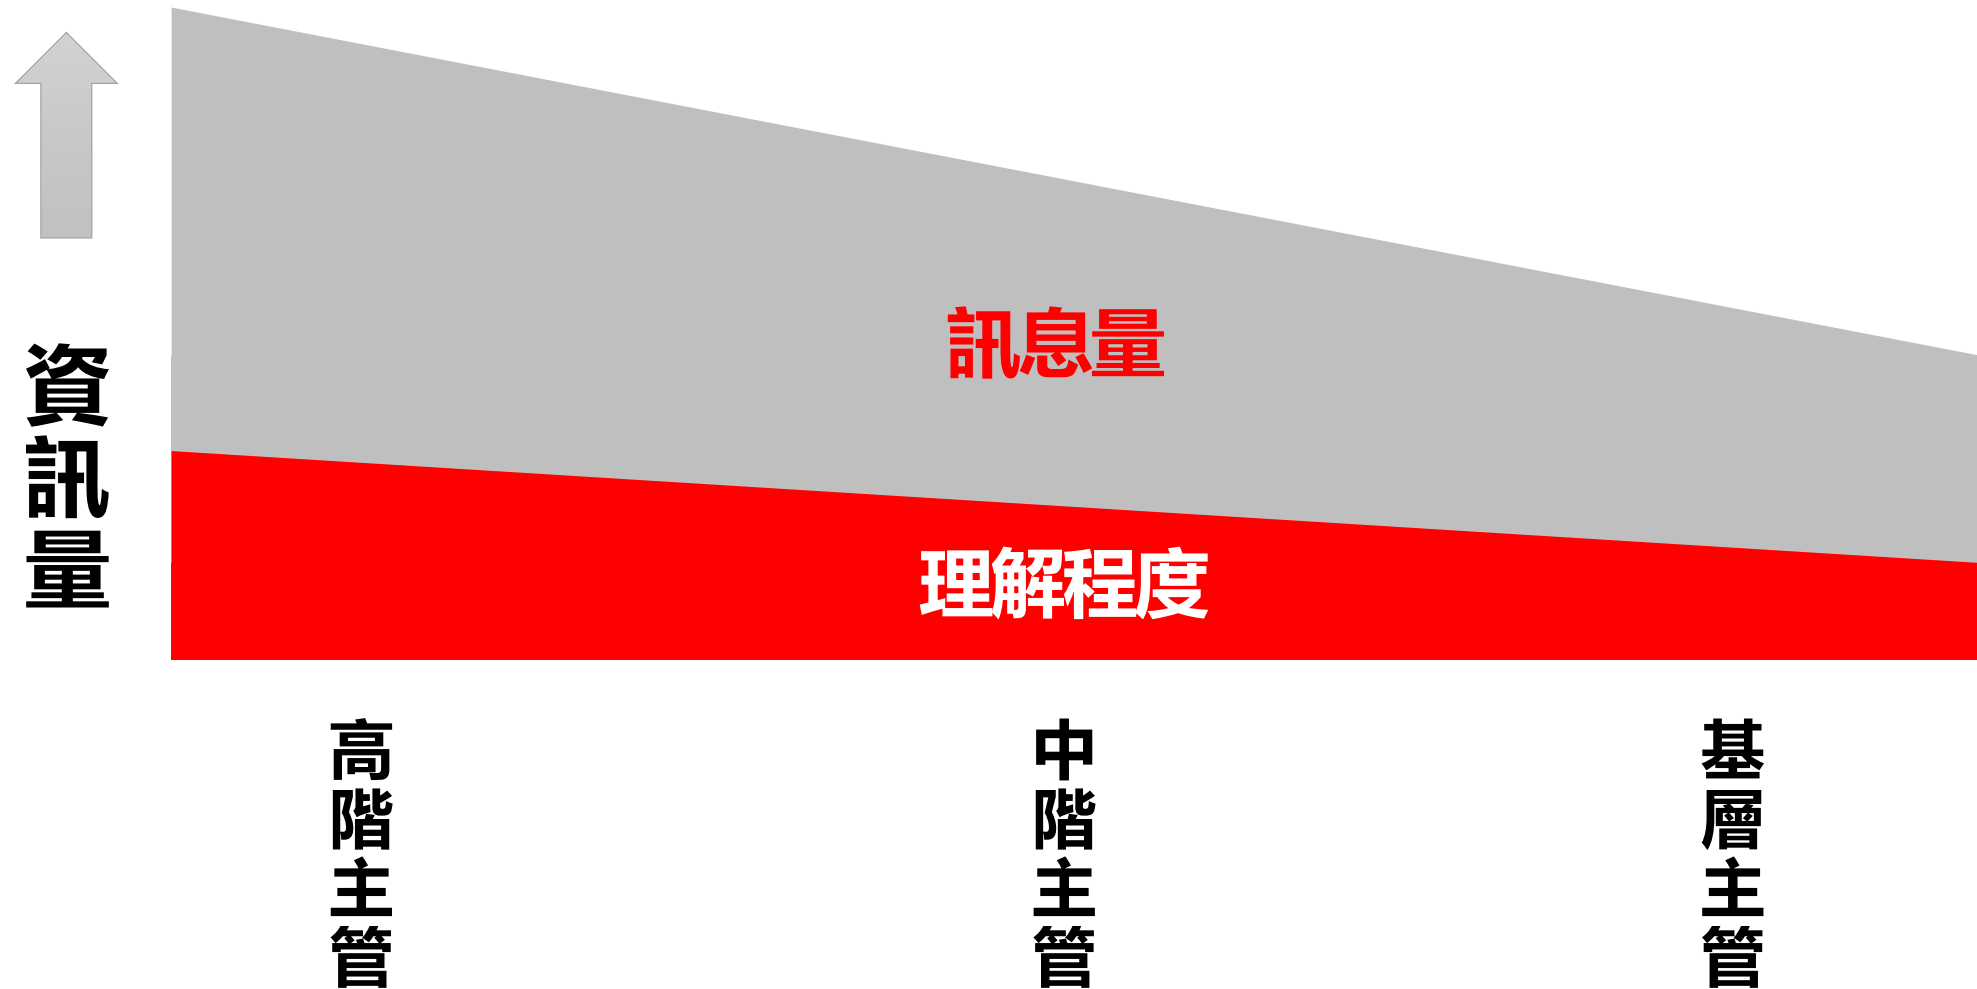 資訊量
訊息量
理解程度
高階主管
中階主管
基層主管